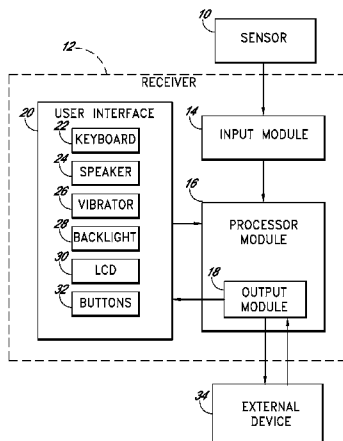 10
SENSOR
12
RECEIVER
20
USER INTERFACE
22
KEYBOARD
24
SPEAKER
26
VIBRATOR
28
BACKLIGHT
30
LCD
32
BUTTONS
14
INPUT MODULE
16
PROCESSOR
MODULE
18
OUTPUT
MODULE
34
EXTERNAL
DEVICE